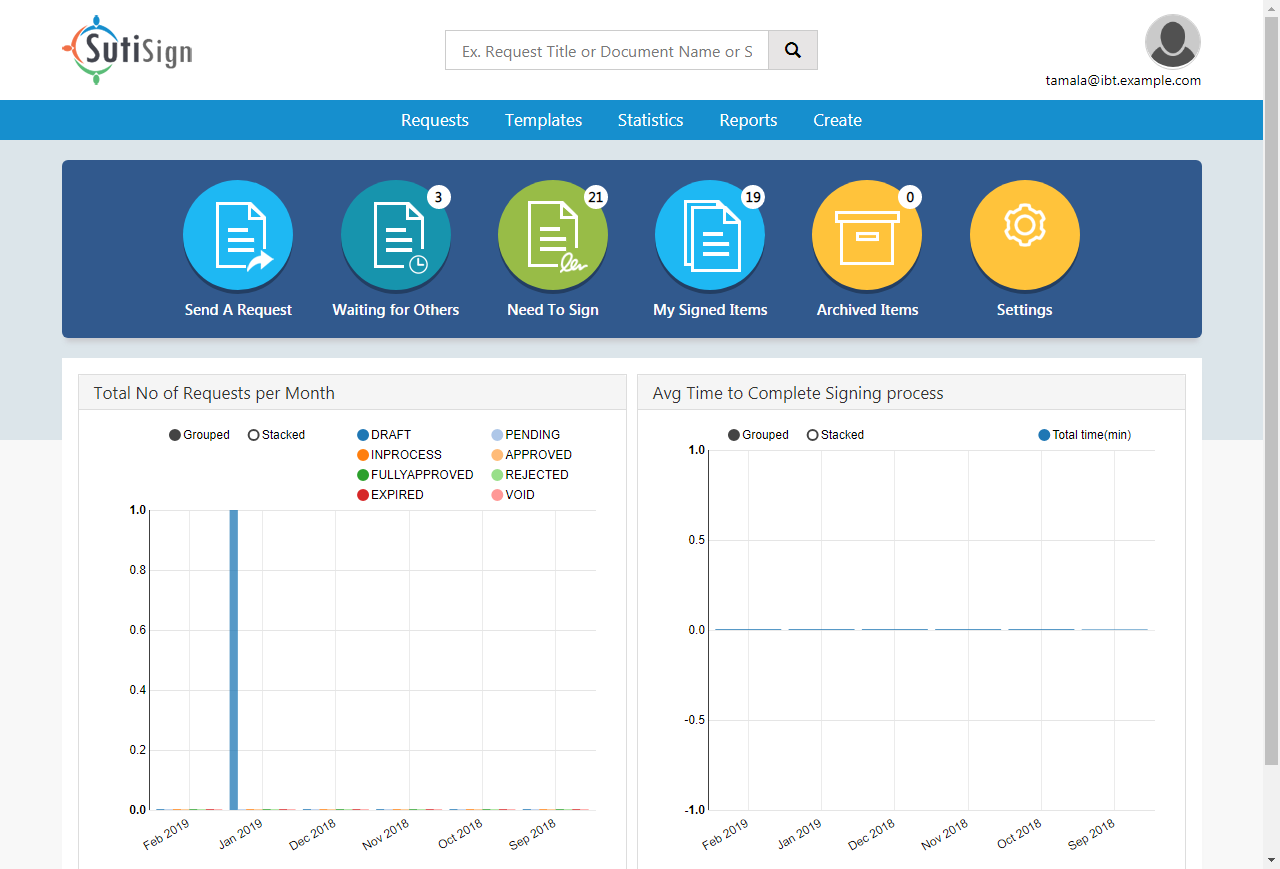 SutiSign
Ex. Request Title or Document Name or S
tamala@ibt.example.com
Requests Templates Statistics Reports Create
3 21 19 0
Send A Request Waiting for Others Need To Sign My Signed Items Archived Items Settings
Total No of Requests per Month
Grouped Stacked DRAFT PENDING
INPROCESS APPROVED
FULLYAPPROVED REJECTED
EXPIRED VOID
1.0
0.8
0.6
0.4
0.2
0.0
Feb 2019 Jan 2019 Dec 2018 Nov 2018 Oct 2018 Sep 2018
Avg Time to Complete Signing process
Grouped Stacked Total time(min)
1.0
0.5
0.0
-0.5
-1.0
Feb 2019 Jan 2019 Dec 2018 Nov 2018 Oct 2018 Sep 2018